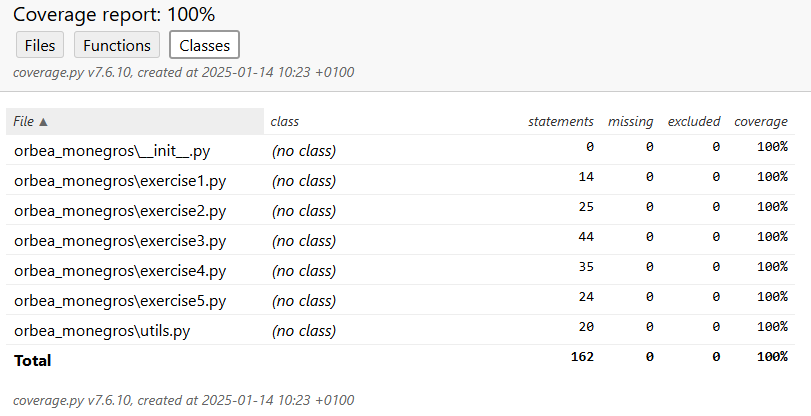 Coverage report: 100%
Files Functions Classes
coverage.py v7.6.10, created at 2025-01-14 10:23 +0100
File ▲ class statements missing excluded coverage
orbea_monegros\__init__.py (no class) 0 0 0 100%
orbea_monegros\exercise1.py (no class) 14 0 0 100%
orbea_monegros\exercise2.py (no class) 25 0 0 100%
orbea_monegros\exercise3.py (no class) 44 0 0 100%
orbea_monegros\exercise4.py (no class) 35 0 0 100%
orbea_monegros\exercise5.py (no class) 24 0 0 100%
orbea_monegros\utils.py (no class) 20 0 0 100%
Total 162 0 0 100%
coverage.py v7.6.10, created at 2025-01-14 10:23 +0100